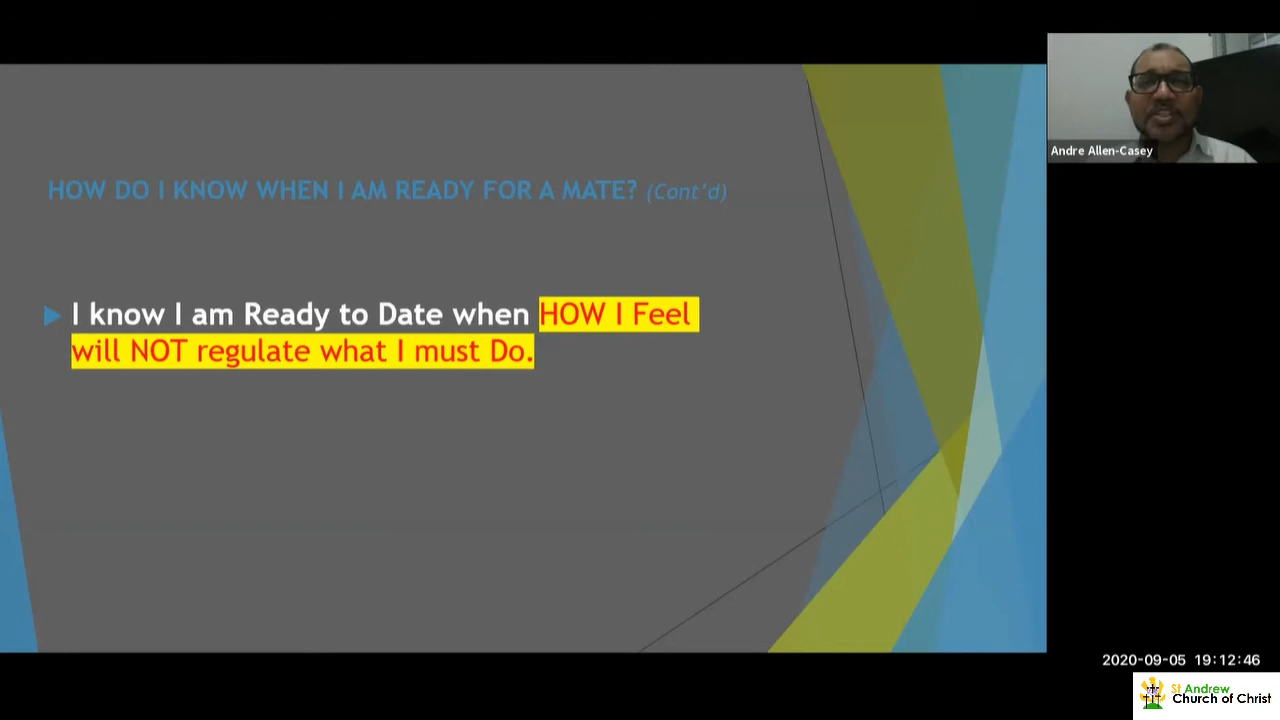 HOW DO I KNOW WHEN I AM READY FOR A MATE? (Cont'd)
I know I am Ready to Date when HOW I Feel
will NOT regulate what I must Do.
Andre Allen-Casey
2020-09-05 19:12:46
St Andrew
Church of Christ